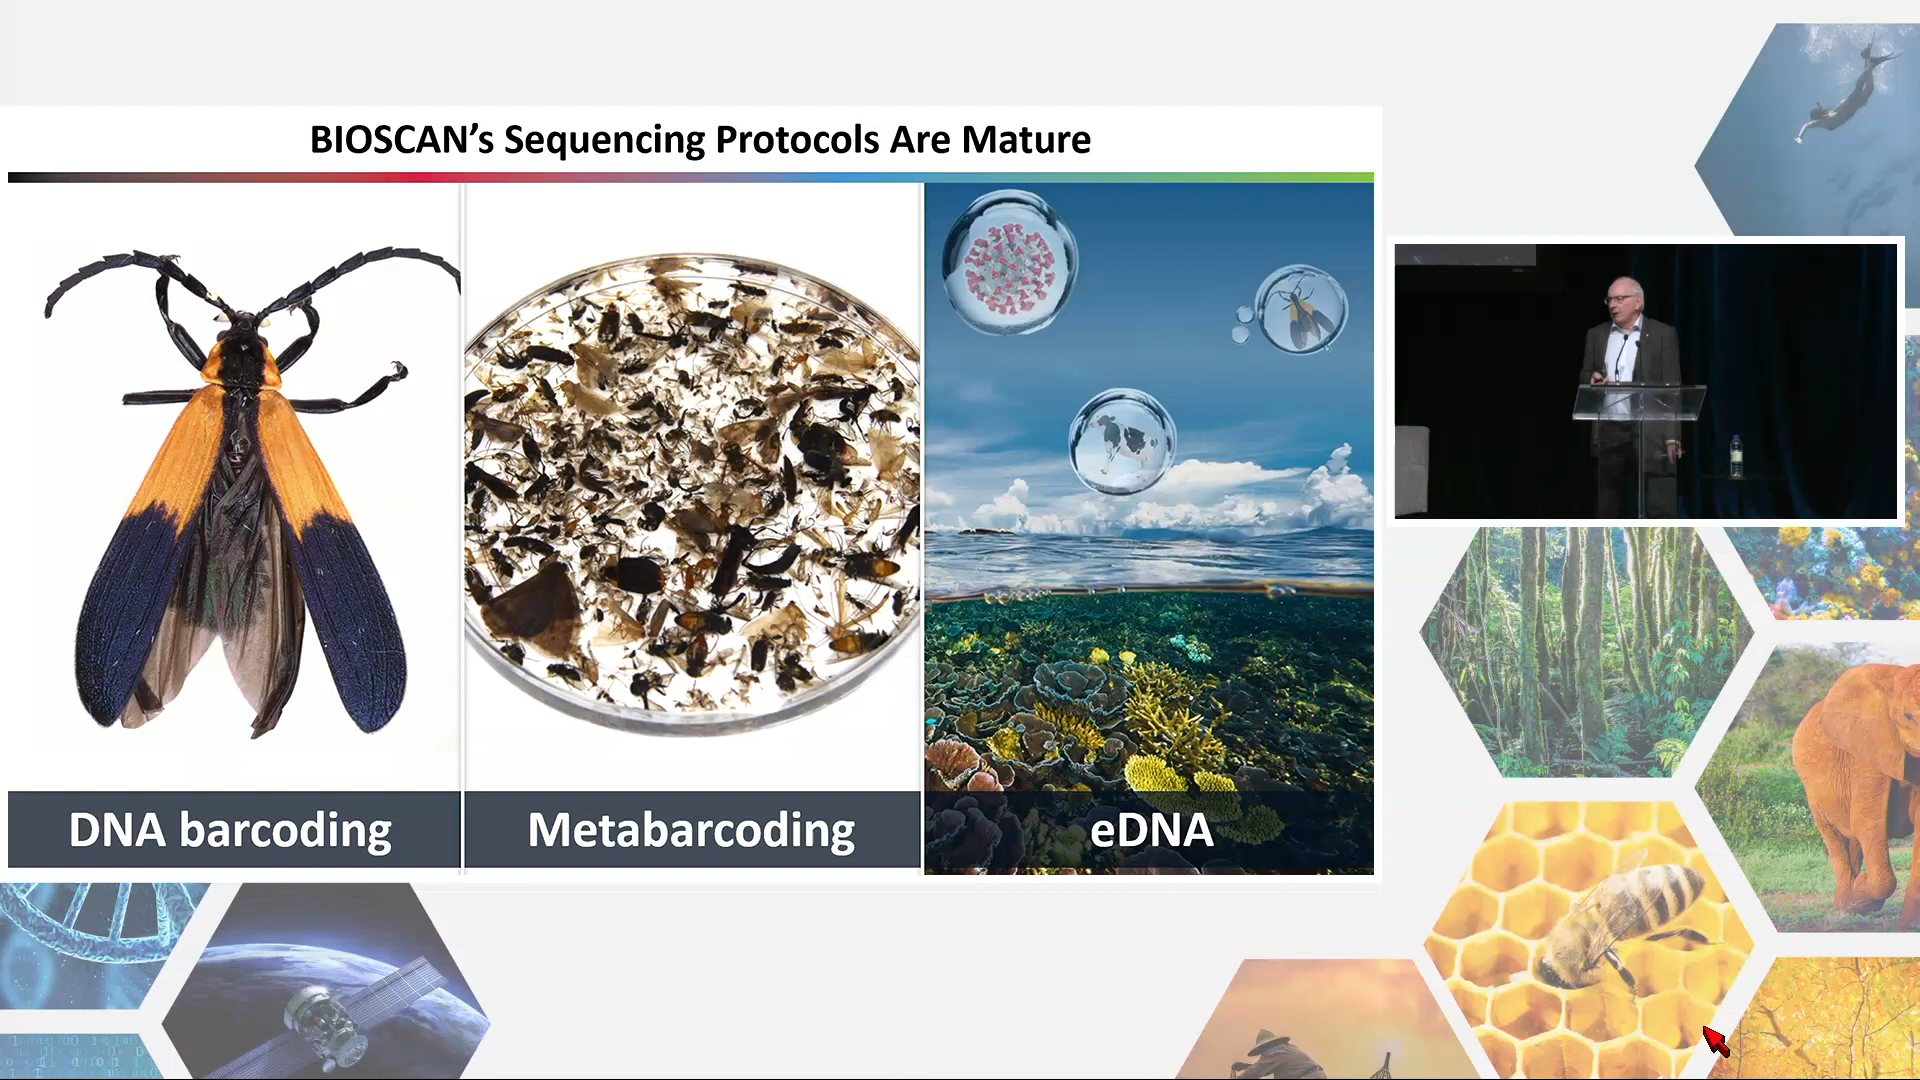 BIOSCAN’s Sequencing Protocols Are Mature
DNA barcoding
Metabarcoding
eDNA